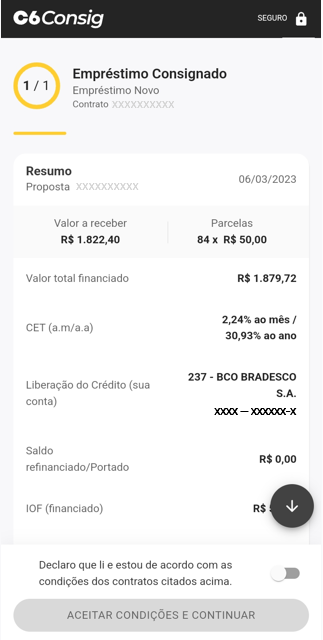 C6 Consig
SEGURO
1 / 1
Empréstimo Consignado
Empréstimo Novo
Contrato XXXXXXXXXX
Resumo
Proposta XXXXXXXXXX
06/03/2023
Valor a receber
R$ 1.822,40
Parcelas
84 x R$ 50,00
Valor total financiado
R$ 1.879,72
CET (a.m/a.a)
2,24% ao mês /
30,93% ao ano
Liberação do Crédito (sua
conta)
237 - BCO BRADESCO
S.A.
XXXX — XXXXXX-X
Saldo
refinanciado/Portado
R$ 0,00
IOF (financiado)
R$
Declaro que li e estou de acordo com as
condições dos contratos citados acima.
ACEITAR CONDIÇÕES E CONTINUAR